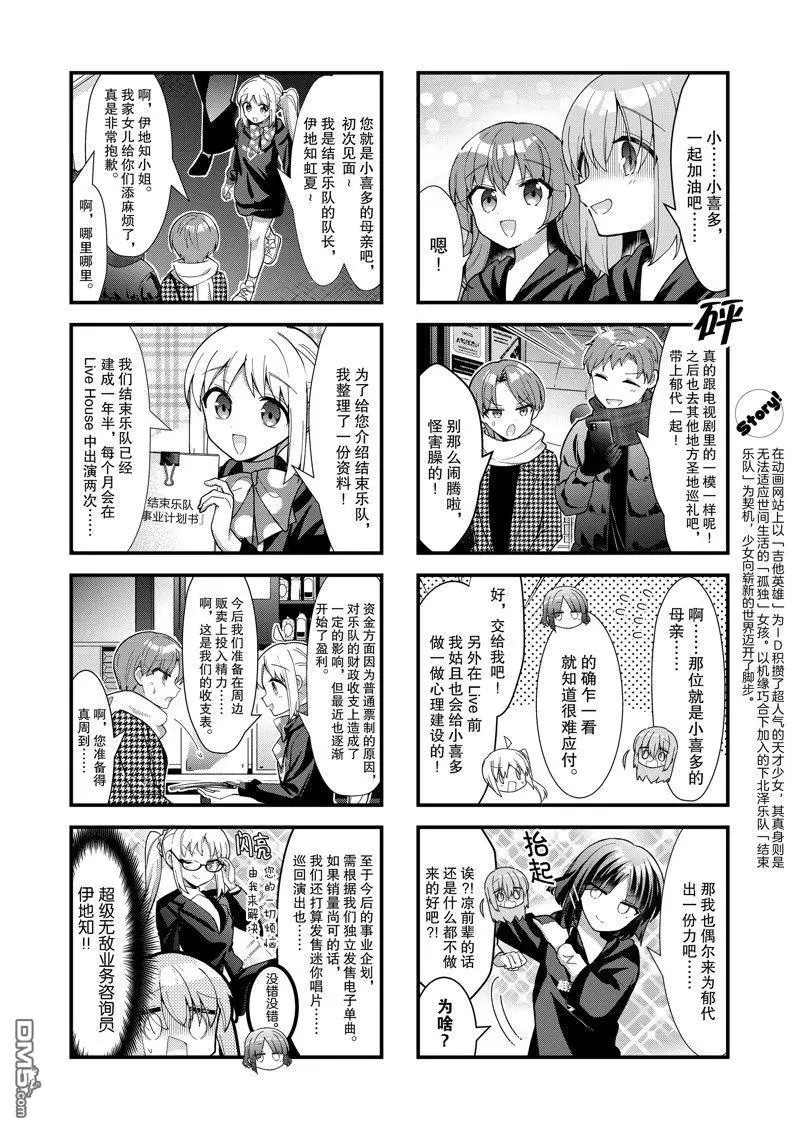 小……小喜多，
一起加油吧……
嗯！
砰
真的跟电视剧里的一模一样呢！
之后也去其他地方圣地巡礼吧，
带上郁代一起！
别那么闹腾啦，
怪害臊的！
啊……那位就是小喜多的
母亲……
的确乍一看
就知道很难应付。
好，交给我吧！
另外在 Live 前
我姑且也会给小喜多
做一做心理建设的！
那我也偶尔来为郁代
出一份力吧……
抬起
诶?!凉前辈的话
还是什么都不做
来的好吧?!
为啥？
Story!
在动画网站上以「吉他英雄」为ID积攒了超人气的天才少女，其真身则是
无法适应世间生活的「孤独」女孩。以机缘巧合下加入的下北泽乐队「结束
乐队」为契机，少女向崭新的世界迈开了脚步。
您就是小喜多的母亲吧，
初次见面～
我是结束乐队的队长，
伊地知虹夏～
啊，伊地知小姐。
我家女儿给你们添麻烦了，
真是非常抱歉。
啊，哪里哪里。
为了给您介绍结束乐队，
我整理了一份资料！
结束乐队
事业计划书』
我们结束乐队已经
建成一年半，每个月会在
Live House 中出演两次……
资金方面因为普通票制的原因，
对乐队的财政收支上造成了
一定的影响，但最近也逐渐
开始了盈利。
今后我们准备在周边
贩卖上投入精力……
啊，这是我们的收支表。
啊，您准备得
真周到……
至于今后的事业企划，
需根据我们独立发售电子单曲。
如果销量尚可的话，
我们还打算发售迷你唱片……
巡回演出也……
闪亮
您的一切烦恼
由我来解决
没错没错。
超级无敌业务咨询员
伊地知!!
DM5.com